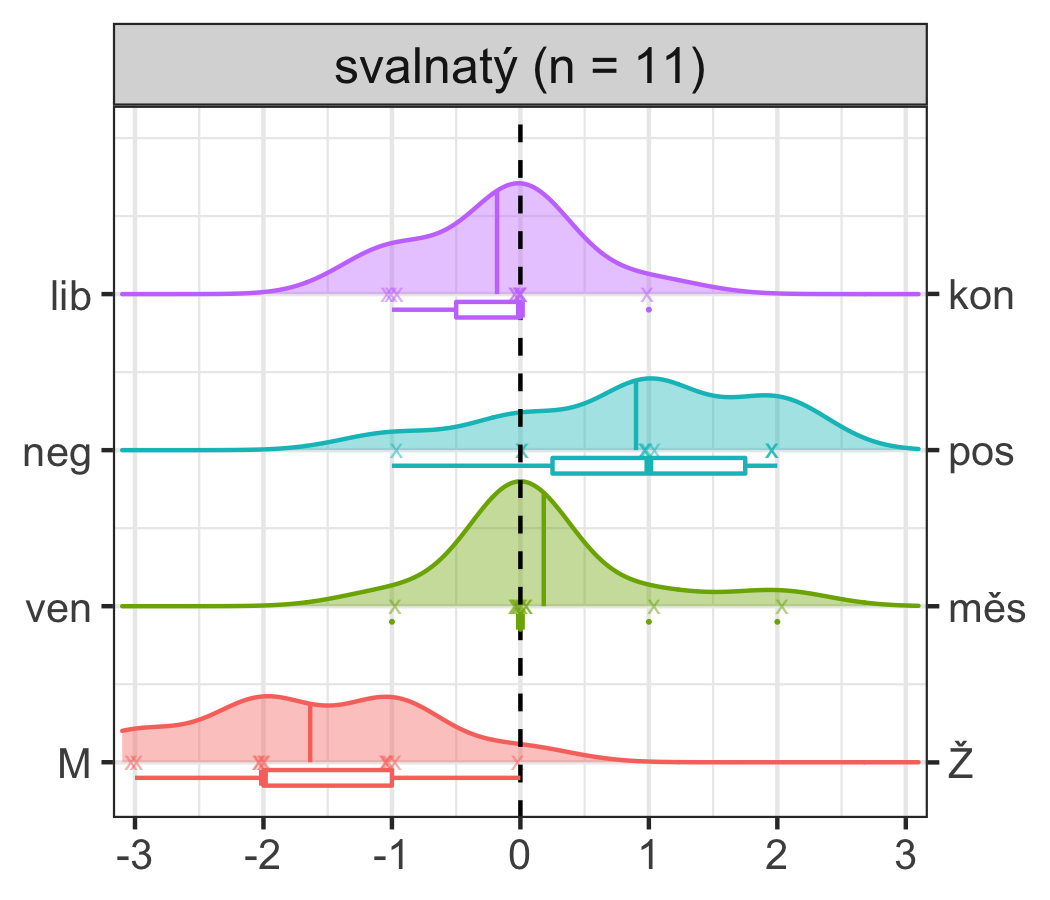 svalnatý (n = 11)
lib kon
neg pos
ven měs
M Ž
-3 -2 -1 0 1 2 3